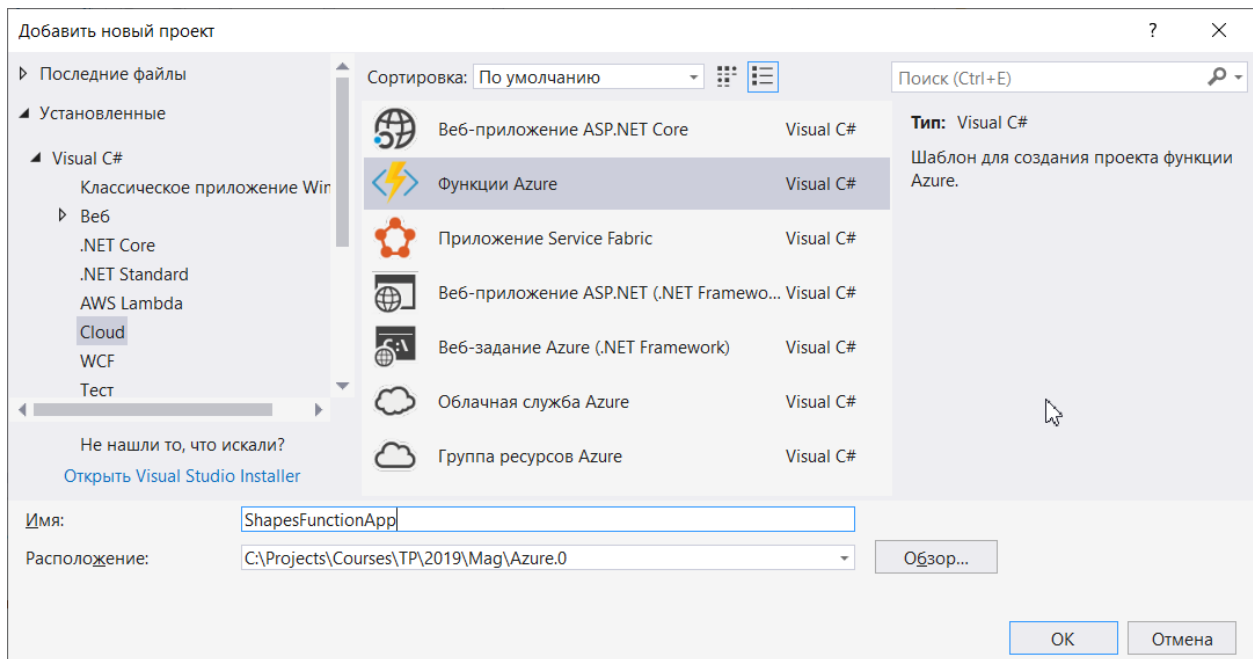 Добавить новый проект
?
Последние файлы
Установленные
Visual C#
Классическое приложение Win
Веб
.NET Core
.NET Standard
AWS Lambda
Cloud
WCF
Тест
Не нашли то, что искали?
Открыть Visual Studio Installer
Сортировка: По умолчанию
Веб-приложение ASP.NET Core Visual C#
Функции Azure Visual C#
Приложение Service Fabric Visual C#
Веб-приложение ASP.NET (.NET Framewo... Visual C#
Веб-задание Azure (.NET Framework) Visual C#
Облачная служба Azure Visual C#
Группа ресурсов Azure Visual C#
Поиск (Ctrl+E)
Тип: Visual C#
Шаблон для создания проекта функции
Azure.
Имя: ShapesFunctionApp
Расположение: C:\Projects\Courses\TP\2019\Mag\Azure.0
Обзор...
ОК Отмена